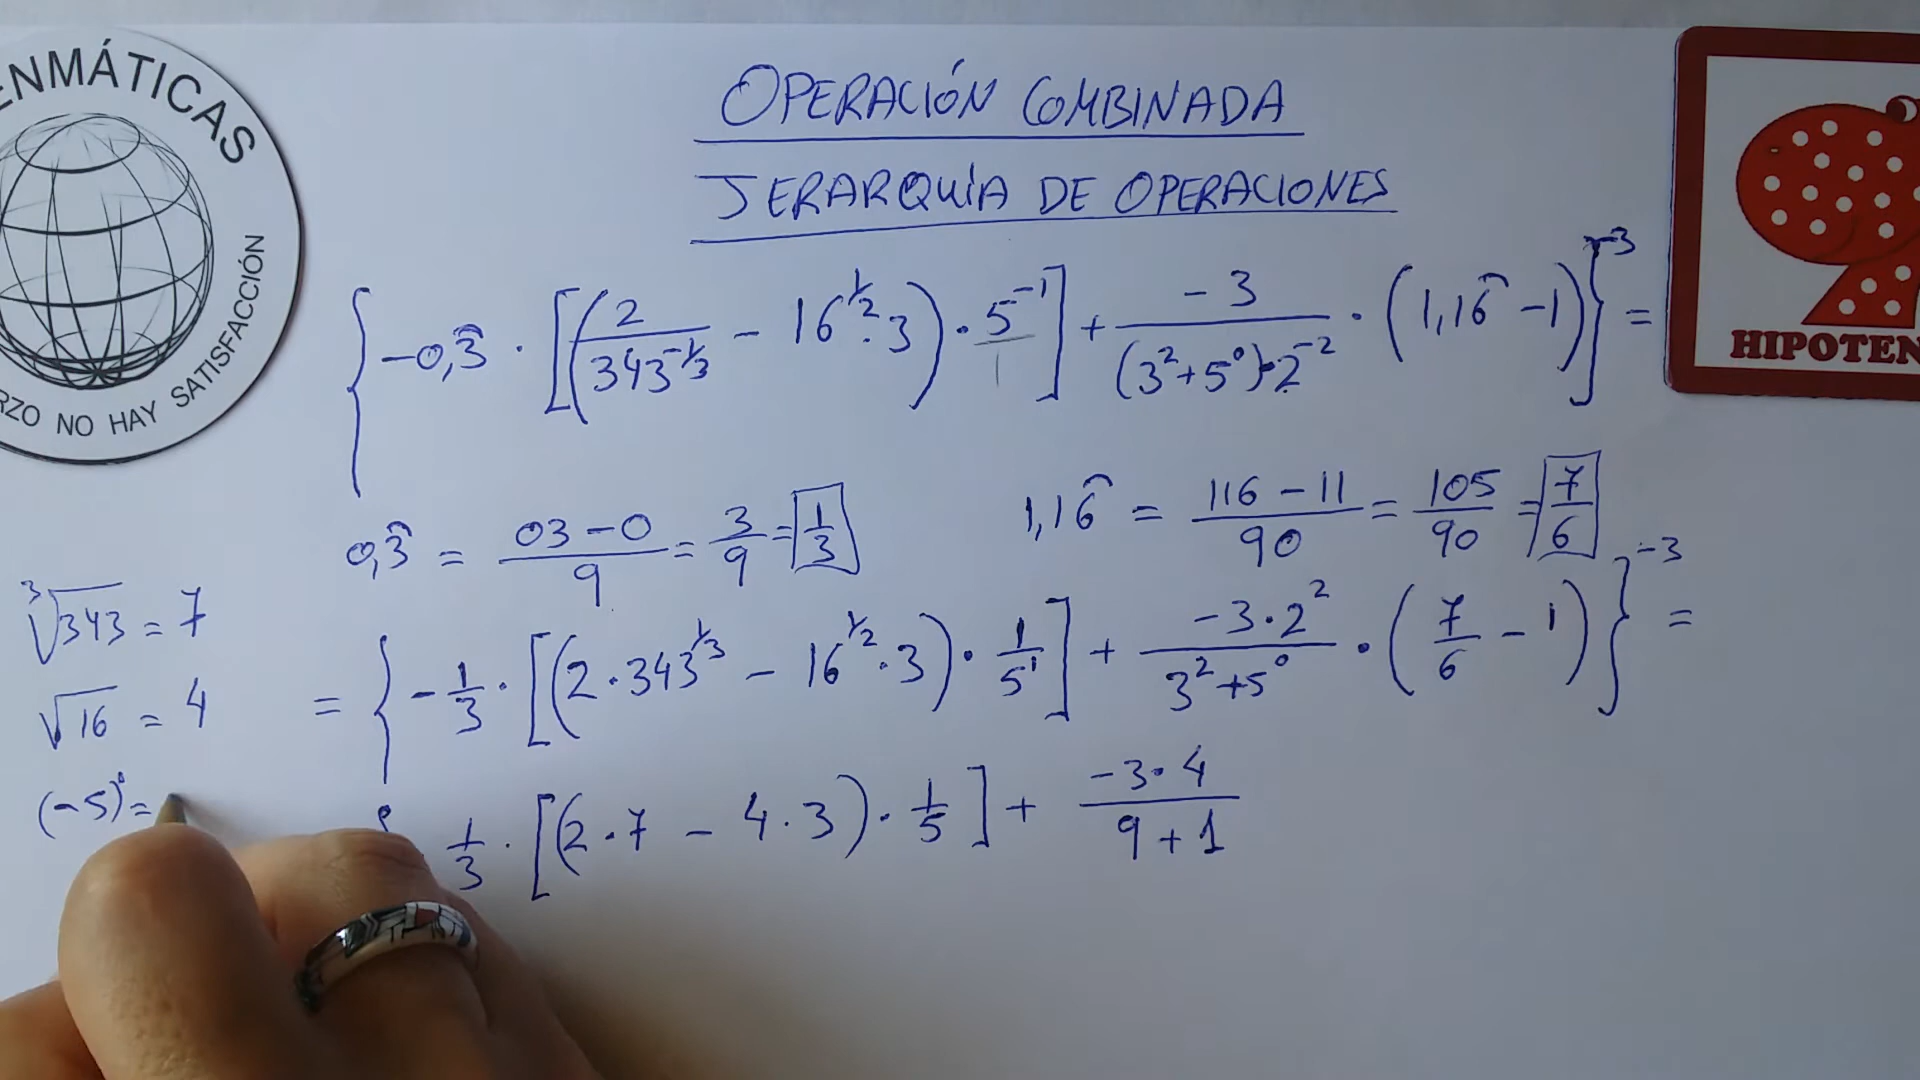 ENMÁTICAS
RZO NO HAY SATISFACCIÓN
OPERACIÓN COMBINADA
JERARQUÍA DE OPERACIONES
HIPOTEN
{-0,3̂ · [(2/343^(-1/3) - 16^(1/2) · 3) · 5^(-1)/1] + -3/((3² + 5⁰) · 2^(-2)) · (1,16̂ - 1)}^(-3) =
0,3̂ = (03 - 0)/9 = 3/9 = 1/3
1,16̂ = (116 - 11)/90 = 105/90 = 7/6
= {-1/3 · [(2 · 343^(1/3) - 16^(1/2) · 3) · 1/5¹] + (-3 · 2²)/(3² + 5⁰) · (7/6 - 1)}^(-3) =
1/3 · [(2 · 7 - 4 · 3) · 1/5] + (-3 · 4)/(9 + 1)
³√343 = 7
√16 = 4
(-5)⁰ =